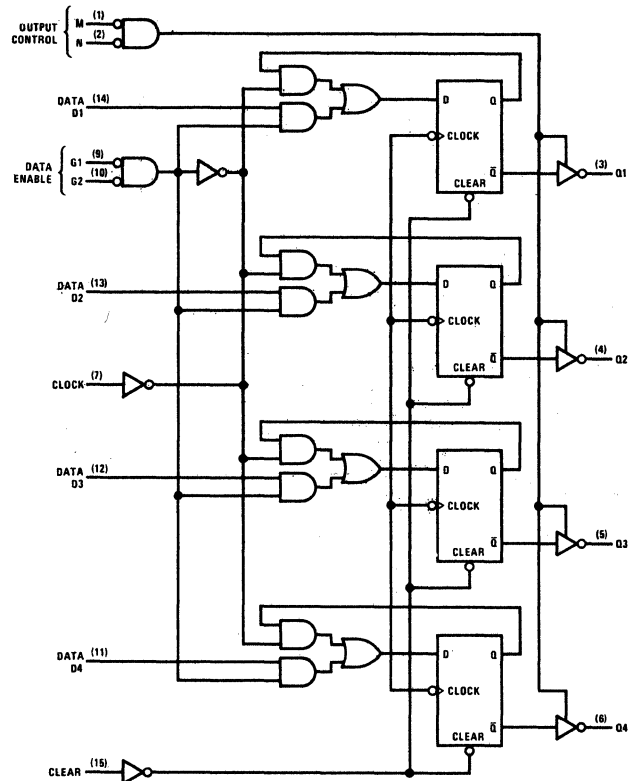 OUTPUT CONTROL
M (1)
N (2)
DATA D1 (14)
D Q
CLOCK
CLEAR
Q̅
(3) Q1
DATA ENABLE
G1 (9)
G2 (10)
DATA D2 (13)
D Q
CLOCK
CLEAR
Q̅
(4) Q2
CLOCK (7)
DATA D3 (12)
D Q
CLOCK
CLEAR
Q̅
(5) Q3
DATA D4 (11)
D Q
CLOCK
CLEAR
Q̅
(6) Q4
CLEAR (15)